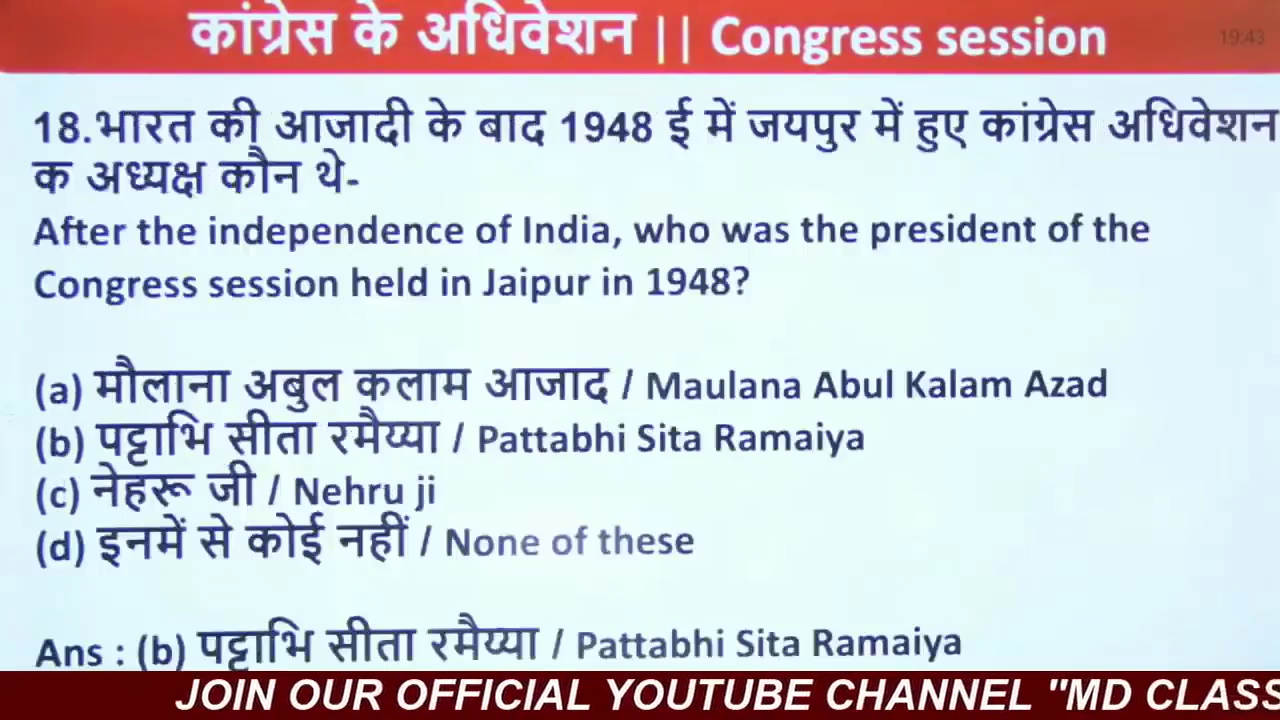 कांग्रेस के अधिवेशन || Congress session
19:43
18.भारत की आजादी के बाद 1948 ई में जयपुर में हुए कांग्रेस अधिवेशन
क अध्यक्ष कौन थे-
After the independence of India, who was the president of the
Congress session held in Jaipur in 1948?
(a) मौलाना अबुल कलाम आजाद / Maulana Abul Kalam Azad
(b) पट्टाभि सीता रमैय्या / Pattabhi Sita Ramaiya
(c) नेहरू जी / Nehru ji
(d) इनमें से कोई नहीं / None of these
Ans : (b) पट्टाभि सीता रमैय्या / Pattabhi Sita Ramaiya
JOIN OUR OFFICIAL YOUTUBE CHANNEL "MD CLASS